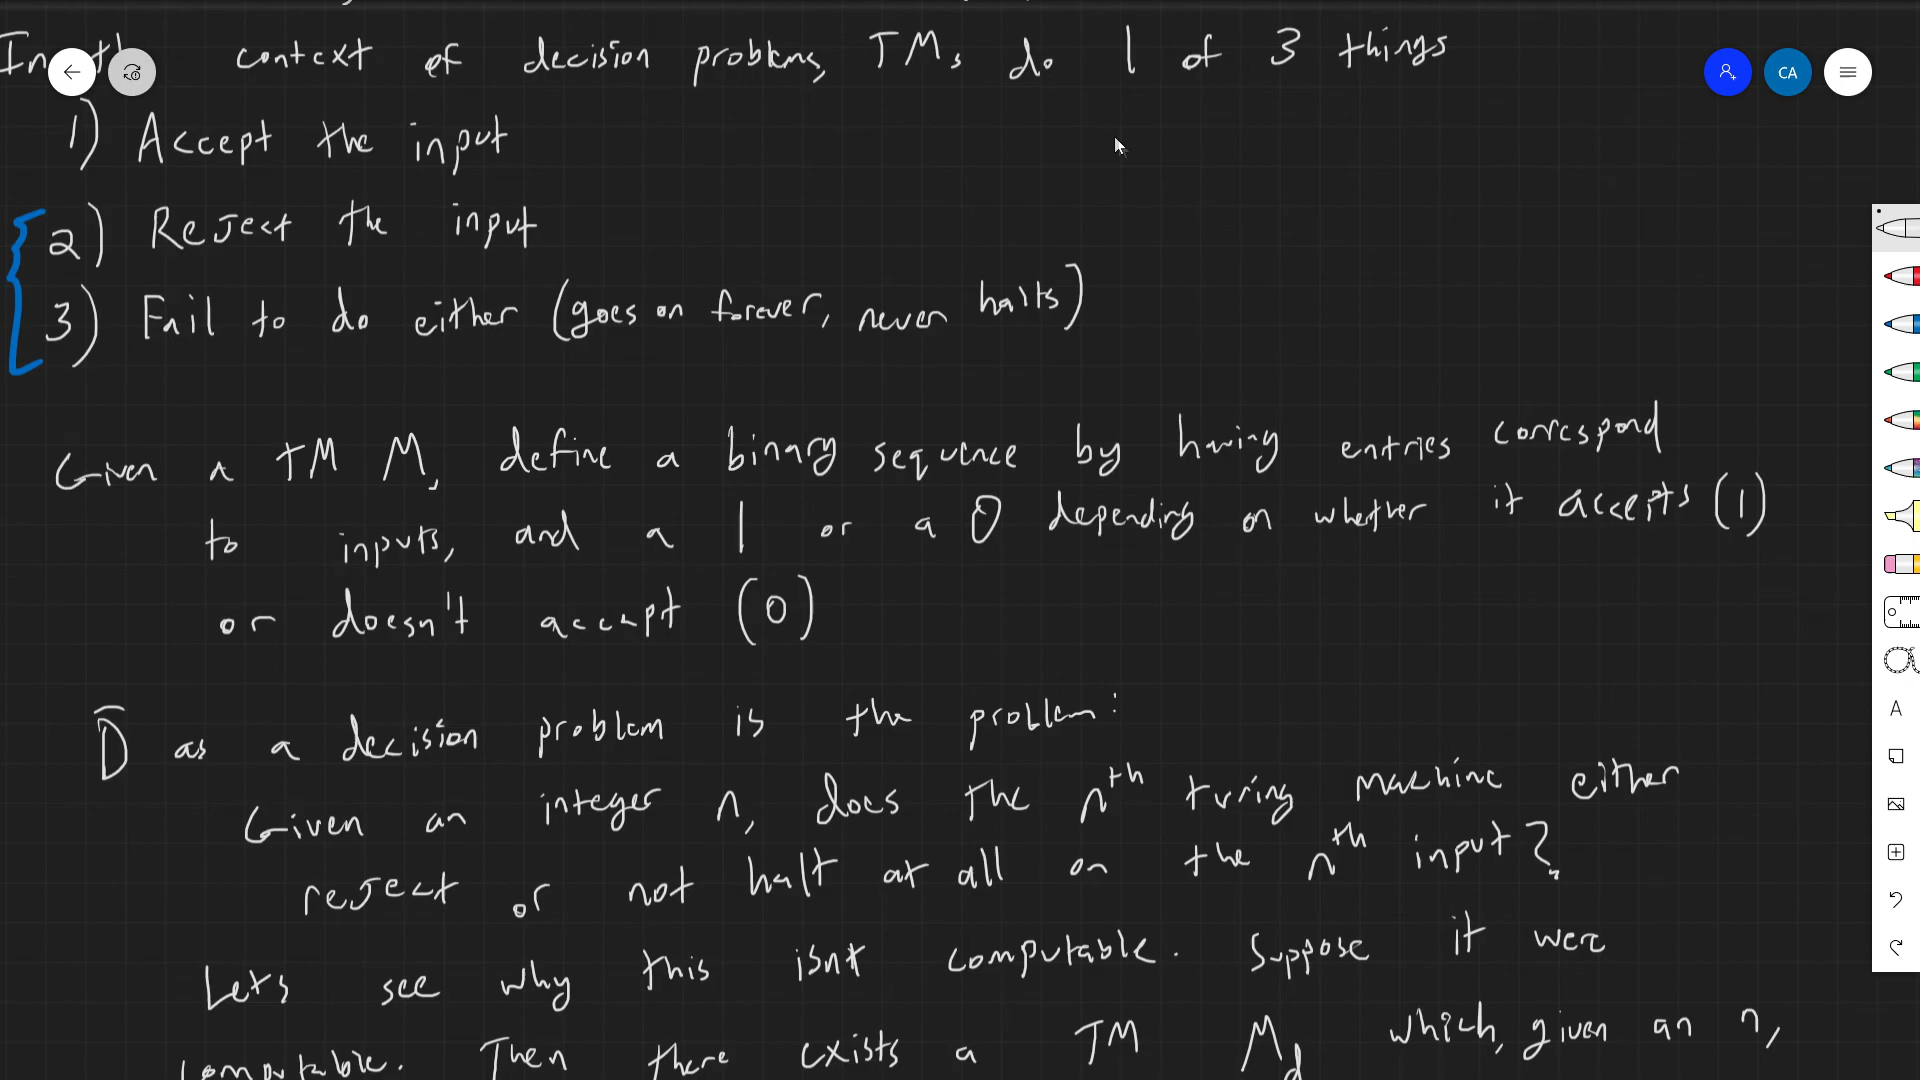 In th context of decision problems, TMs do 1 of 3 things
CA
1) Accept the input
2) Reject the input
3) Fail to do either (goes on forever, never halts)
Given a TM M, define a binary sequence by having entries correspond
to inputs, and a 1 or a 0 depending on whether it accepts (1)
or doesn't accept (0)
D̄ as a decision problem is the problem:
Given an integer n, does the nᵗʰ turing machine either
reject or not halt at all on the nᵗʰ input?
Lets see why this isnt computable. Suppose it were
computable. Then there exists a TM M_d which, given an n,
A